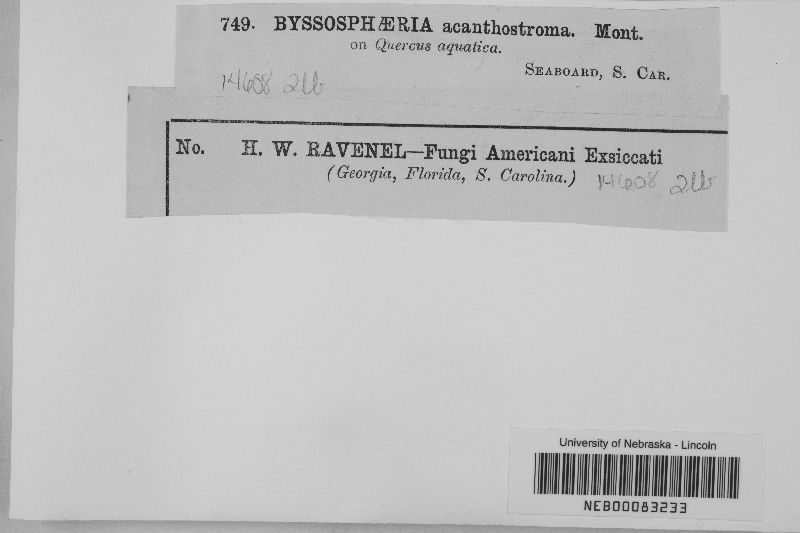 749. BYSSOSPHÆRIA acanthostroma. Mont.
on Quercus aquatica.
Seaboard, S. Car.
14608 2lb
No. H. W. RAVENEL—Fungi Americani Exsiccati
(Georgia, Florida, S. Carolina.) 14608 2lb
University of Nebraska - Lincoln
NEB00083233